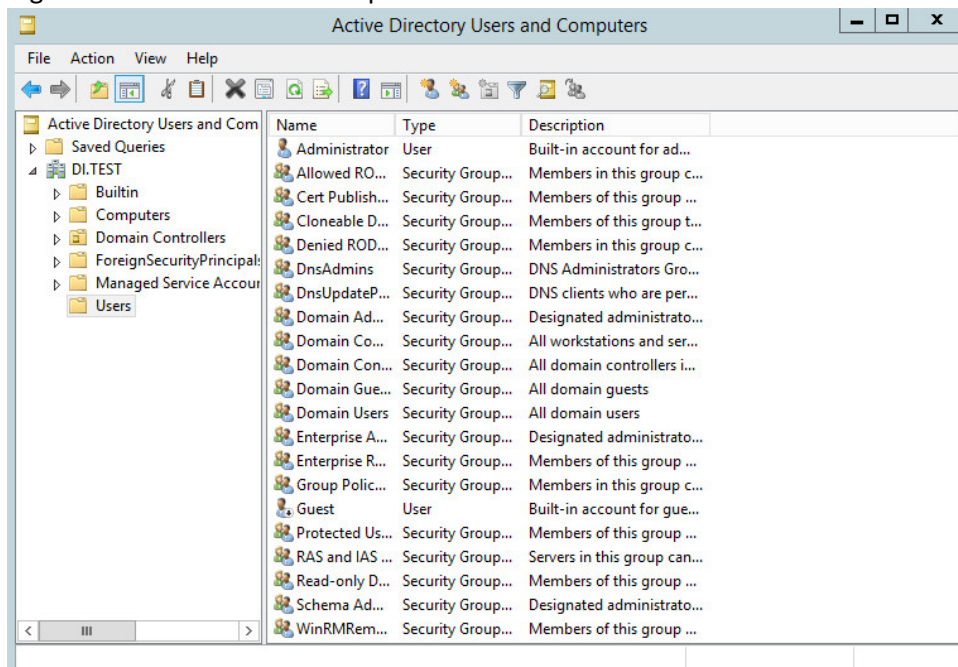 Active Directory Users and Computers
File Action View Help
Active Directory Users and Com
Saved Queries
DI.TEST
Builtin
Computers
Domain Controllers
ForeignSecurityPrincipals
Managed Service Accour
Users
Name Type Description
Administrator User Built-in account for ad...
Allowed RO... Security Group... Members in this group c...
Cert Publish... Security Group... Members of this group ...
Cloneable D... Security Group... Members of this group t...
Denied ROD... Security Group... Members in this group c...
DnsAdmins Security Group... DNS Administrators Gro...
DnsUpdateP... Security Group... DNS clients who are per...
Domain Ad... Security Group... Designated administrato...
Domain Co... Security Group... All workstations and ser...
Domain Con... Security Group... All domain controllers i...
Domain Gue... Security Group... All domain guests
Domain Users Security Group... All domain users
Enterprise A... Security Group... Designated administrato...
Enterprise R... Security Group... Members of this group ...
Group Polic... Security Group... Members in this group c...
Guest User Built-in account for gue...
Protected Us... Security Group... Members of this group ...
RAS and IAS ... Security Group... Servers in this group can...
Read-only D... Security Group... Members of this group ...
Schema Ad... Security Group... Designated administrato...
WinRMRem... Security Group... Members of this group ...